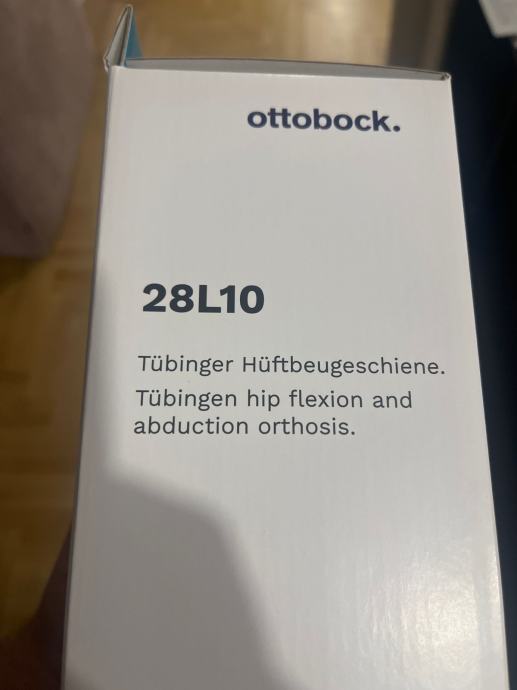 ottobock.
28L10
Tübinger Hüftbeugeschiene.
Tübingen hip flexion and
abduction orthosis.